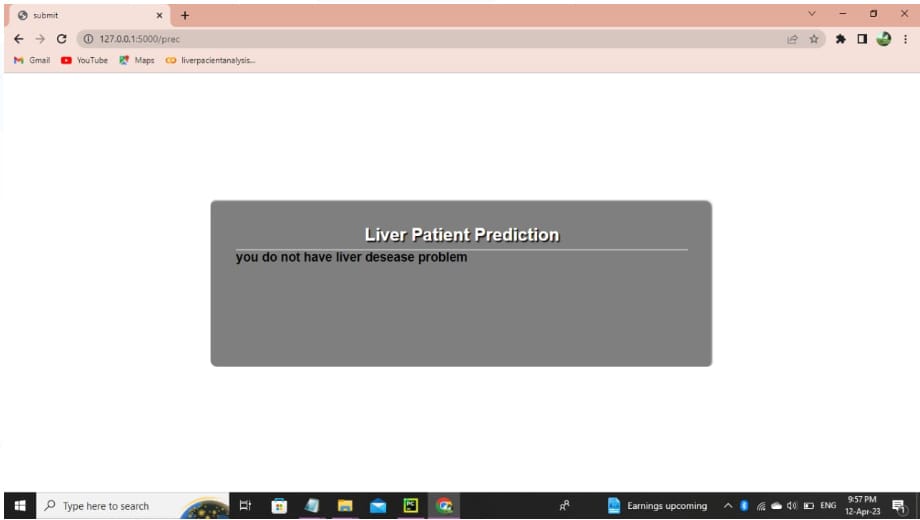 submit
127.0.0.1:5000/prec
Gmail YouTube Maps liverpacientanalysis...
Liver Patient Prediction
you do not have liver desease problem
Type here to search
Earnings upcoming
ENG
9:57 PM
12-Apr-23